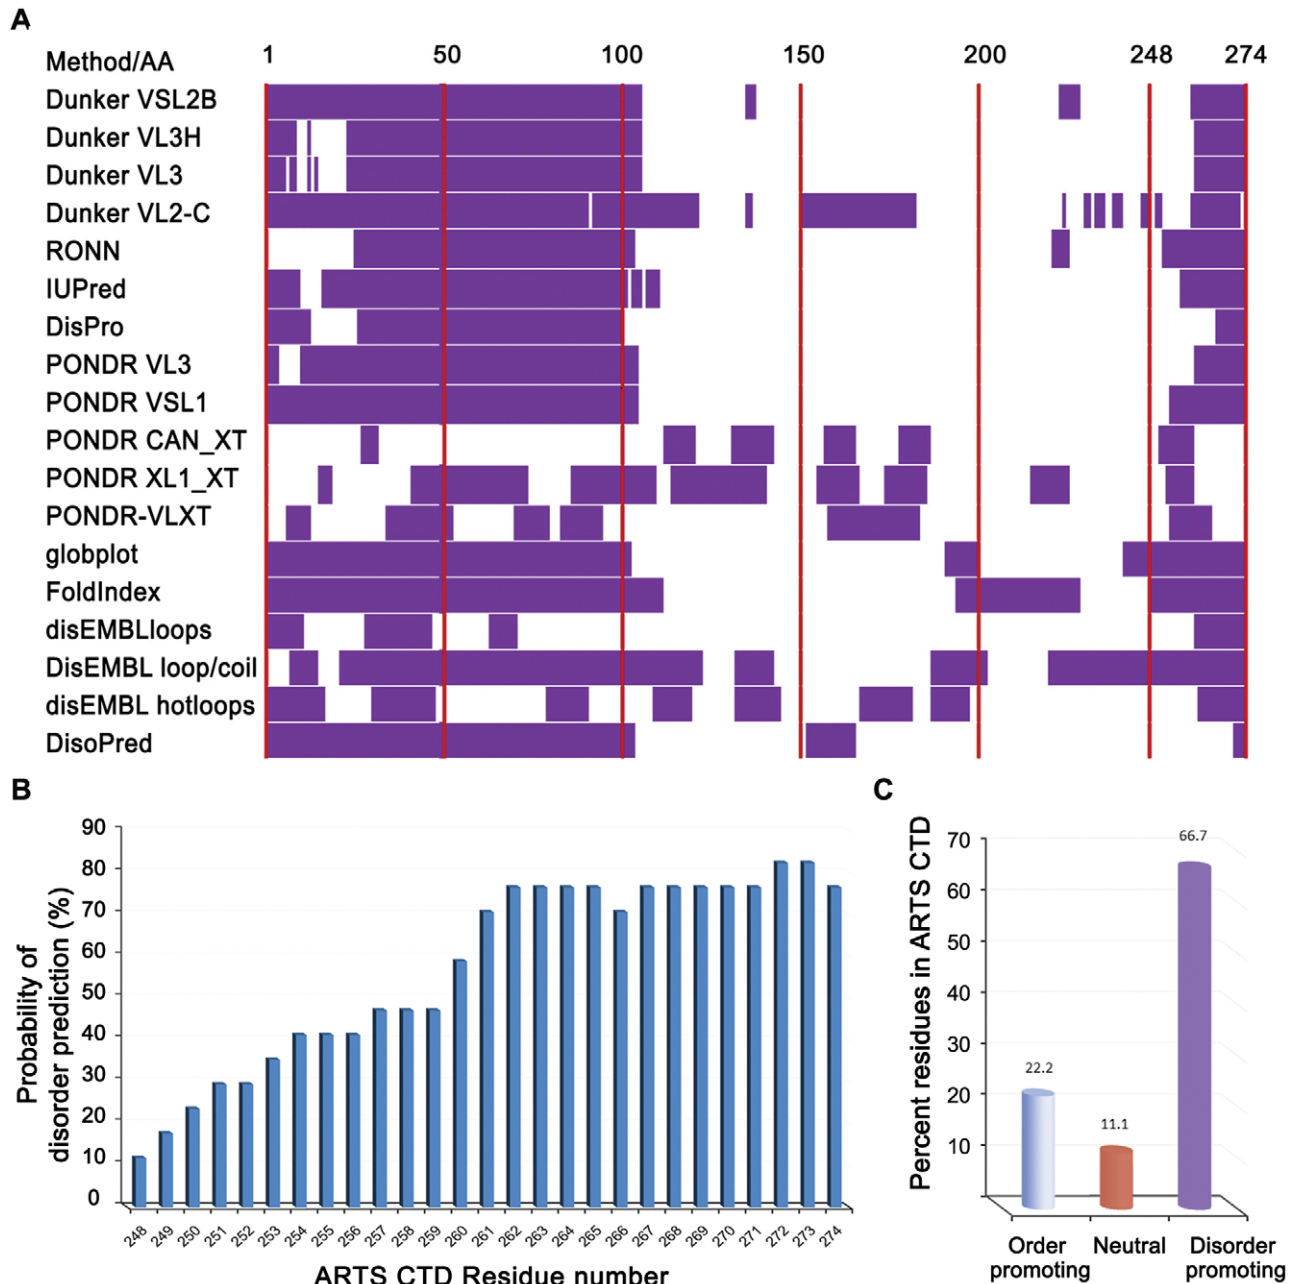 A
Method/AA 1 50 100 150 200 248 274
Dunker VSL2B
Dunker VL3H
Dunker VL3
Dunker VL2-C
RONN
IUPred
DisPro
PONDR VL3
PONDR VSL1
PONDR CAN_XT
PONDR XL1_XT
PONDR-VLXT
globplot
FoldIndex
disEMBLloops
DisEMBL loop/coil
disEMBL hotloops
DisoPred
B
Probability of
disorder prediction (%)
90
80
70
60
50
40
30
20
10
0
248 249 250 251 252 253 254 255 256 257 258 259 260 261 262 263 264 265 266 267 268 269 270 271 272 273 274
ARTS CTD Residue number
C
Percent residues in ARTS CTD
70
60
50
40
30
20
10
22.2
11.1
66.7
Order
promoting
Neutral
Disorder
promoting